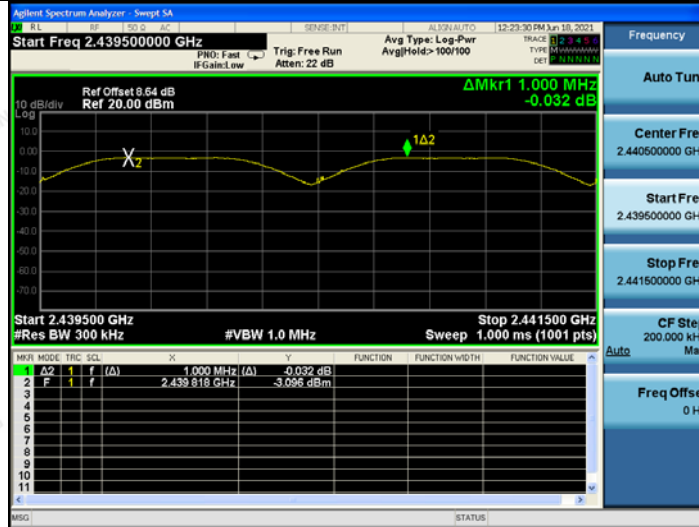 Agilent Spectrum Analyzer - Swept SA
RL RF 50 Ω AC SENSE:INT ALIGN AUTO 12:23:30 PM Jun 18, 2021
Start Freq 2.439500000 GHz
PNO: Fast
IFGain:Low
Trig: Free Run
Atten: 22 dB
Avg Type: Log-Pwr
Avg|Hold:> 100/100
TRACE 1 2 3 4 5 6
TYPE M
DET P N N N N N
ΔMkr1 1.000 MHz
-0.032 dB
Ref Offset 8.64 dB
10 dB/div Ref 20.00 dBm
Log
10.0
0.00
-10.0
-20.0
-30.0
-40.0
-50.0
-60.0
-70.0
X2
1Δ2
Start 2.439500 GHz Stop 2.441500 GHz
#Res BW 300 kHz #VBW 1.0 MHz Sweep 1.000 ms (1001 pts)
MKR MODE TRC SCL X Y FUNCTION FUNCTION WIDTH FUNCTION VALUE
1 Δ2 1 f (Δ) 1.000 MHz (Δ) -0.032 dB
2 F 1 f 2.439 818 GHz -3.096 dBm
3
4
5
6
7
8
9
10
11
MSG STATUS
Frequency
Auto Tun
Center Fre
2.440500000 GH
Start Fre
2.439500000 GH
Stop Fre
2.441500000 GH
CF Ste
200.000 kH
Auto Ma
Freq Offse
0 H